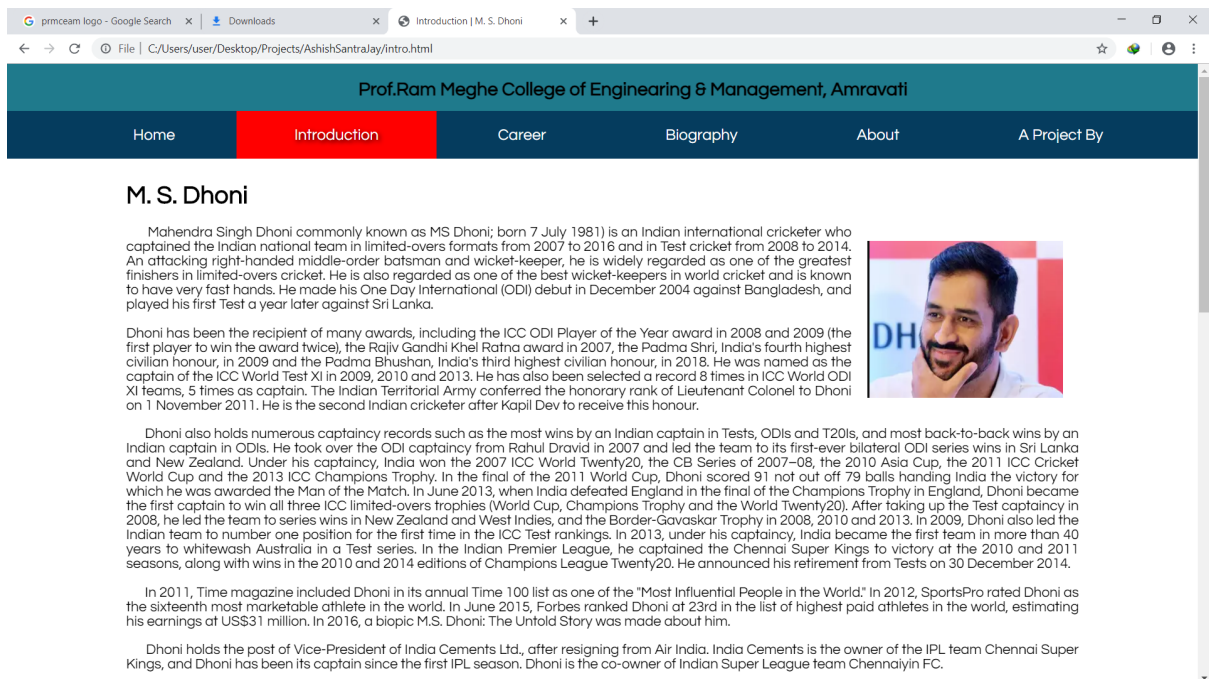 prmceam logo - Google Search
Downloads
Introduction | M. S. Dhoni
File | C:/Users/user/Desktop/Projects/AshishSantraJay/intro.html
Prof.Ram Meghe College of Enginearing & Management, Amravati
Home Introduction Career Biography About A Project By
M. S. Dhoni
Mahendra Singh Dhoni commonly known as MS Dhoni; born 7 July 1981) is an Indian international cricketer who
captained the Indian national team in limited-overs formats from 2007 to 2016 and in Test cricket from 2008 to 2014.
An attacking right-handed middle-order batsman and wicket-keeper, he is widely regarded as one of the greatest
finishers in limited-overs cricket. He is also regarded as one of the best wicket-keepers in world cricket and is known
to have very fast hands. He made his One Day International (ODI) debut in December 2004 against Bangladesh, and
played his first Test a year later against Sri Lanka.
DH
Dhoni has been the recipient of many awards, including the ICC ODI Player of the Year award in 2008 and 2009 (the
first player to win the award twice), the Rajiv Gandhi Khel Ratna award in 2007, the Padma Shri, India's fourth highest
civilian honour, in 2009 and the Padma Bhushan, India's third highest civilian honour, in 2018. He was named as the
captain of the ICC World Test XI in 2009, 2010 and 2013. He has also been selected a record 8 times in ICC World ODI
XI teams, 5 times as captain. The Indian Territorial Army conferred the honorary rank of Lieutenant Colonel to Dhoni
on 1 November 2011. He is the second Indian cricketer after Kapil Dev to receive this honour.
Dhoni also holds numerous captaincy records such as the most wins by an Indian captain in Tests, ODIs and T20Is, and most back-to-back wins by an
Indian captain in ODIs. He took over the ODI captaincy from Rahul Dravid in 2007 and led the team to its first-ever bilateral ODI series wins in Sri Lanka
and New Zealand. Under his captaincy, India won the 2007 ICC World Twenty20, the CB Series of 2007–08, the 2010 Asia Cup, the 2011 ICC Cricket
World Cup and the 2013 ICC Champions Trophy. In the final of the 2011 World Cup, Dhoni scored 91 not out off 79 balls handing India the victory for
which he was awarded the Man of the Match. In June 2013, when India defeated England in the final of the Champions Trophy in England, Dhoni became
the first captain to win all three ICC limited-overs trophies (World Cup, Champions Trophy and the World Twenty20). After taking up the Test captaincy in
2008, he led the team to series wins in New Zealand and West Indies, and the Border-Gavaskar Trophy in 2008, 2010 and 2013. In 2009, Dhoni also led the
Indian team to number one position for the first time in the ICC Test rankings. In 2013, under his captaincy, India became the first team in more than 40
years to whitewash Australia in a Test series. In the Indian Premier League, he captained the Chennai Super Kings to victory at the 2010 and 2011
seasons, along with wins in the 2010 and 2014 editions of Champions League Twenty20. He announced his retirement from Tests on 30 December 2014.
In 2011, Time magazine included Dhoni in its annual Time 100 list as one of the "Most Influential People in the World." In 2012, SportsPro rated Dhoni as
the sixteenth most marketable athlete in the world. In June 2015, Forbes ranked Dhoni at 23rd in the list of highest paid athletes in the world, estimating
his earnings at US$31 million. In 2016, a biopic M.S. Dhoni: The Untold Story was made about him.
Dhoni holds the post of Vice-President of India Cements Ltd., after resigning from Air India. India Cements is the owner of the IPL team Chennai Super
Kings, and Dhoni has been its captain since the first IPL season. Dhoni is the co-owner of Indian Super League team Chennaiyin FC.